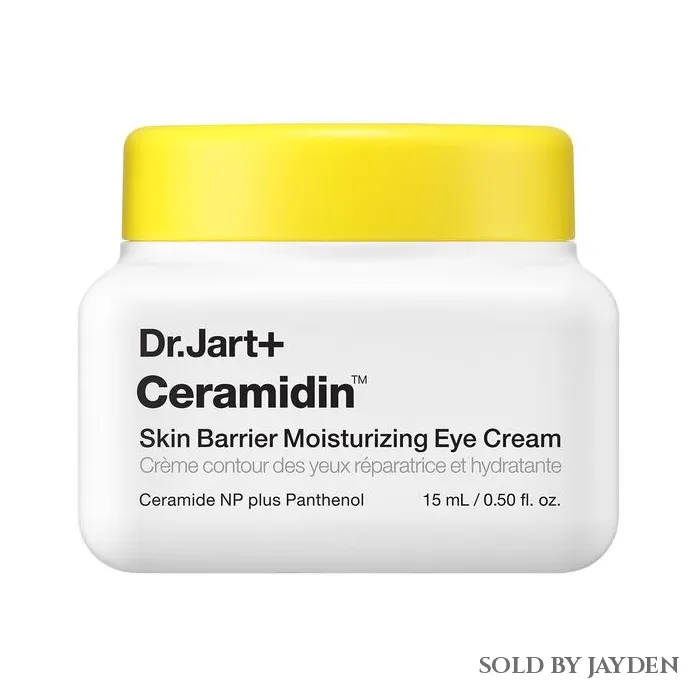 Dr.Jart+
Ceramidin™
Skin Barrier Moisturizing Eye Cream
Crème contour des yeux réparatrice et hydratante
Ceramide NP plus Panthenol 15 mL / 0.50 fl. oz.
SOLD BY JAYDEN